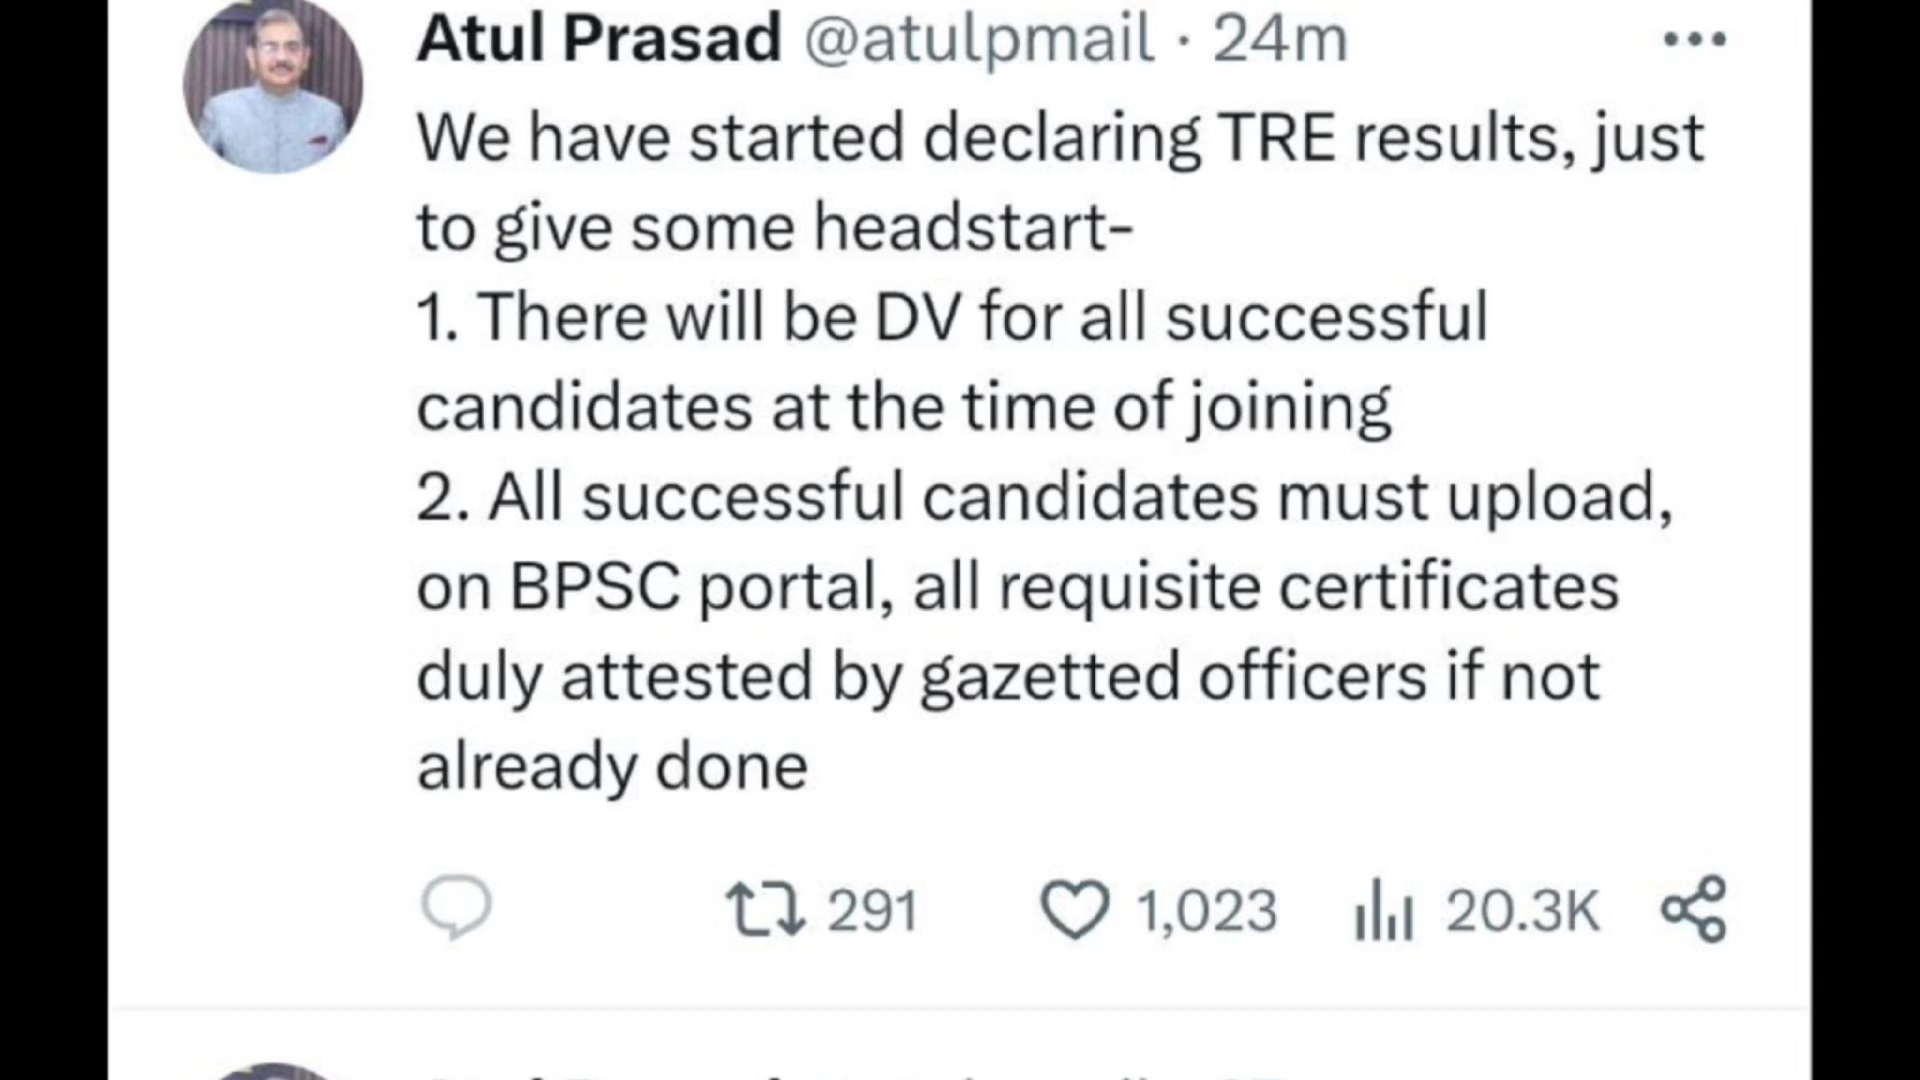 Atul Prasad @atulpmail · 24m
We have started declaring TRE results, just
to give some headstart-
1. There will be DV for all successful
candidates at the time of joining
2. All successful candidates must upload,
on BPSC portal, all requisite certificates
duly attested by gazetted officers if not
already done
291 1,023 20.3K